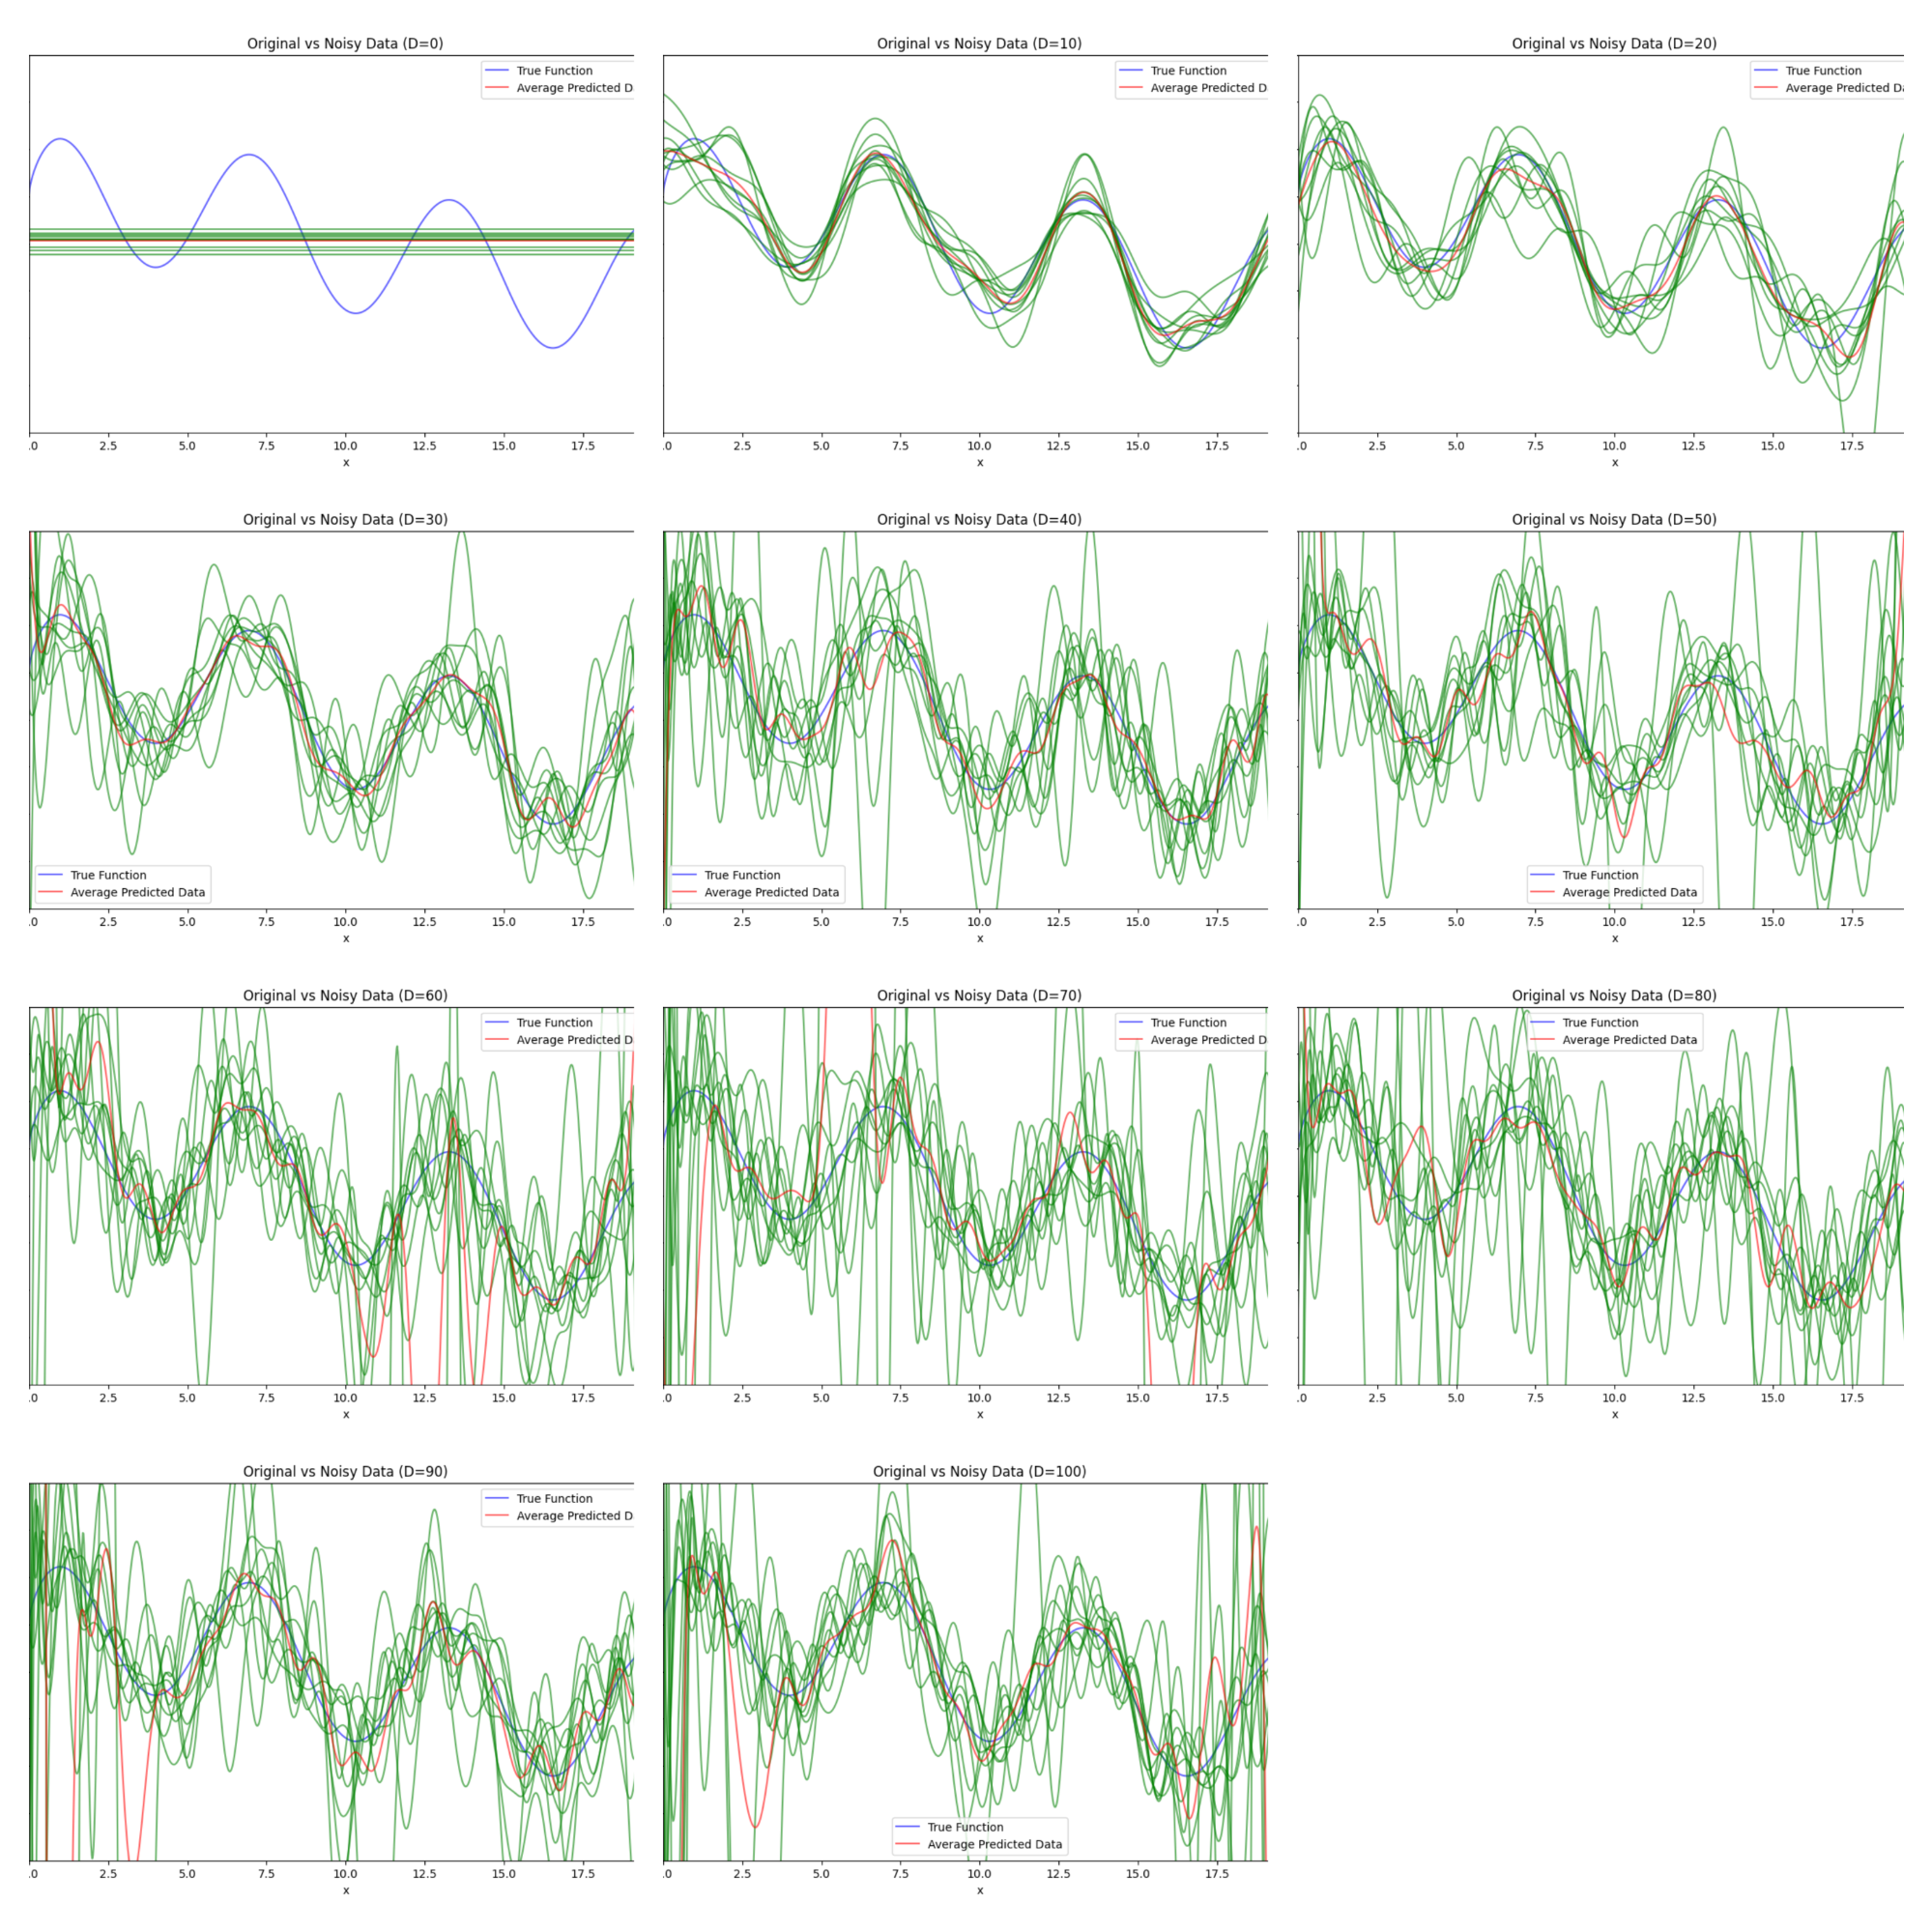 Original vs Noisy Data (D=0)
True Function
Average Predicted D
.0 2.5 5.0 7.5 10.0 12.5 15.0 17.5
x
Original vs Noisy Data (D=10)
True Function
Average Predicted D
.0 2.5 5.0 7.5 10.0 12.5 15.0 17.5
x
Original vs Noisy Data (D=20)
True Function
Average Predicted Da
.0 2.5 5.0 7.5 10.0 12.5 15.0 17.5
x
Original vs Noisy Data (D=30)
True Function
Average Predicted Data
.0 2.5 5.0 7.5 10.0 12.5 15.0 17.5
x
Original vs Noisy Data (D=40)
True Function
Average Predicted Data
.0 2.5 5.0 7.5 10.0 12.5 15.0 17.5
x
Original vs Noisy Data (D=50)
True Function
Average Predicted Data
.0 2.5 5.0 7.5 10.0 12.5 15.0 17.5
x
Original vs Noisy Data (D=60)
True Function
Average Predicted D
.0 2.5 5.0 7.5 10.0 12.5 15.0 17.5
x
Original vs Noisy Data (D=70)
True Function
Average Predicted D
.0 2.5 5.0 7.5 10.0 12.5 15.0 17.5
x
Original vs Noisy Data (D=80)
True Function
Average Predicted Data
.0 2.5 5.0 7.5 10.0 12.5 15.0 17.5
x
Original vs Noisy Data (D=90)
True Function
Average Predicted D
.0 2.5 5.0 7.5 10.0 12.5 15.0 17.5
x
Original vs Noisy Data (D=100)
True Function
Average Predicted Data
.0 2.5 5.0 7.5 10.0 12.5 15.0 17.5
x